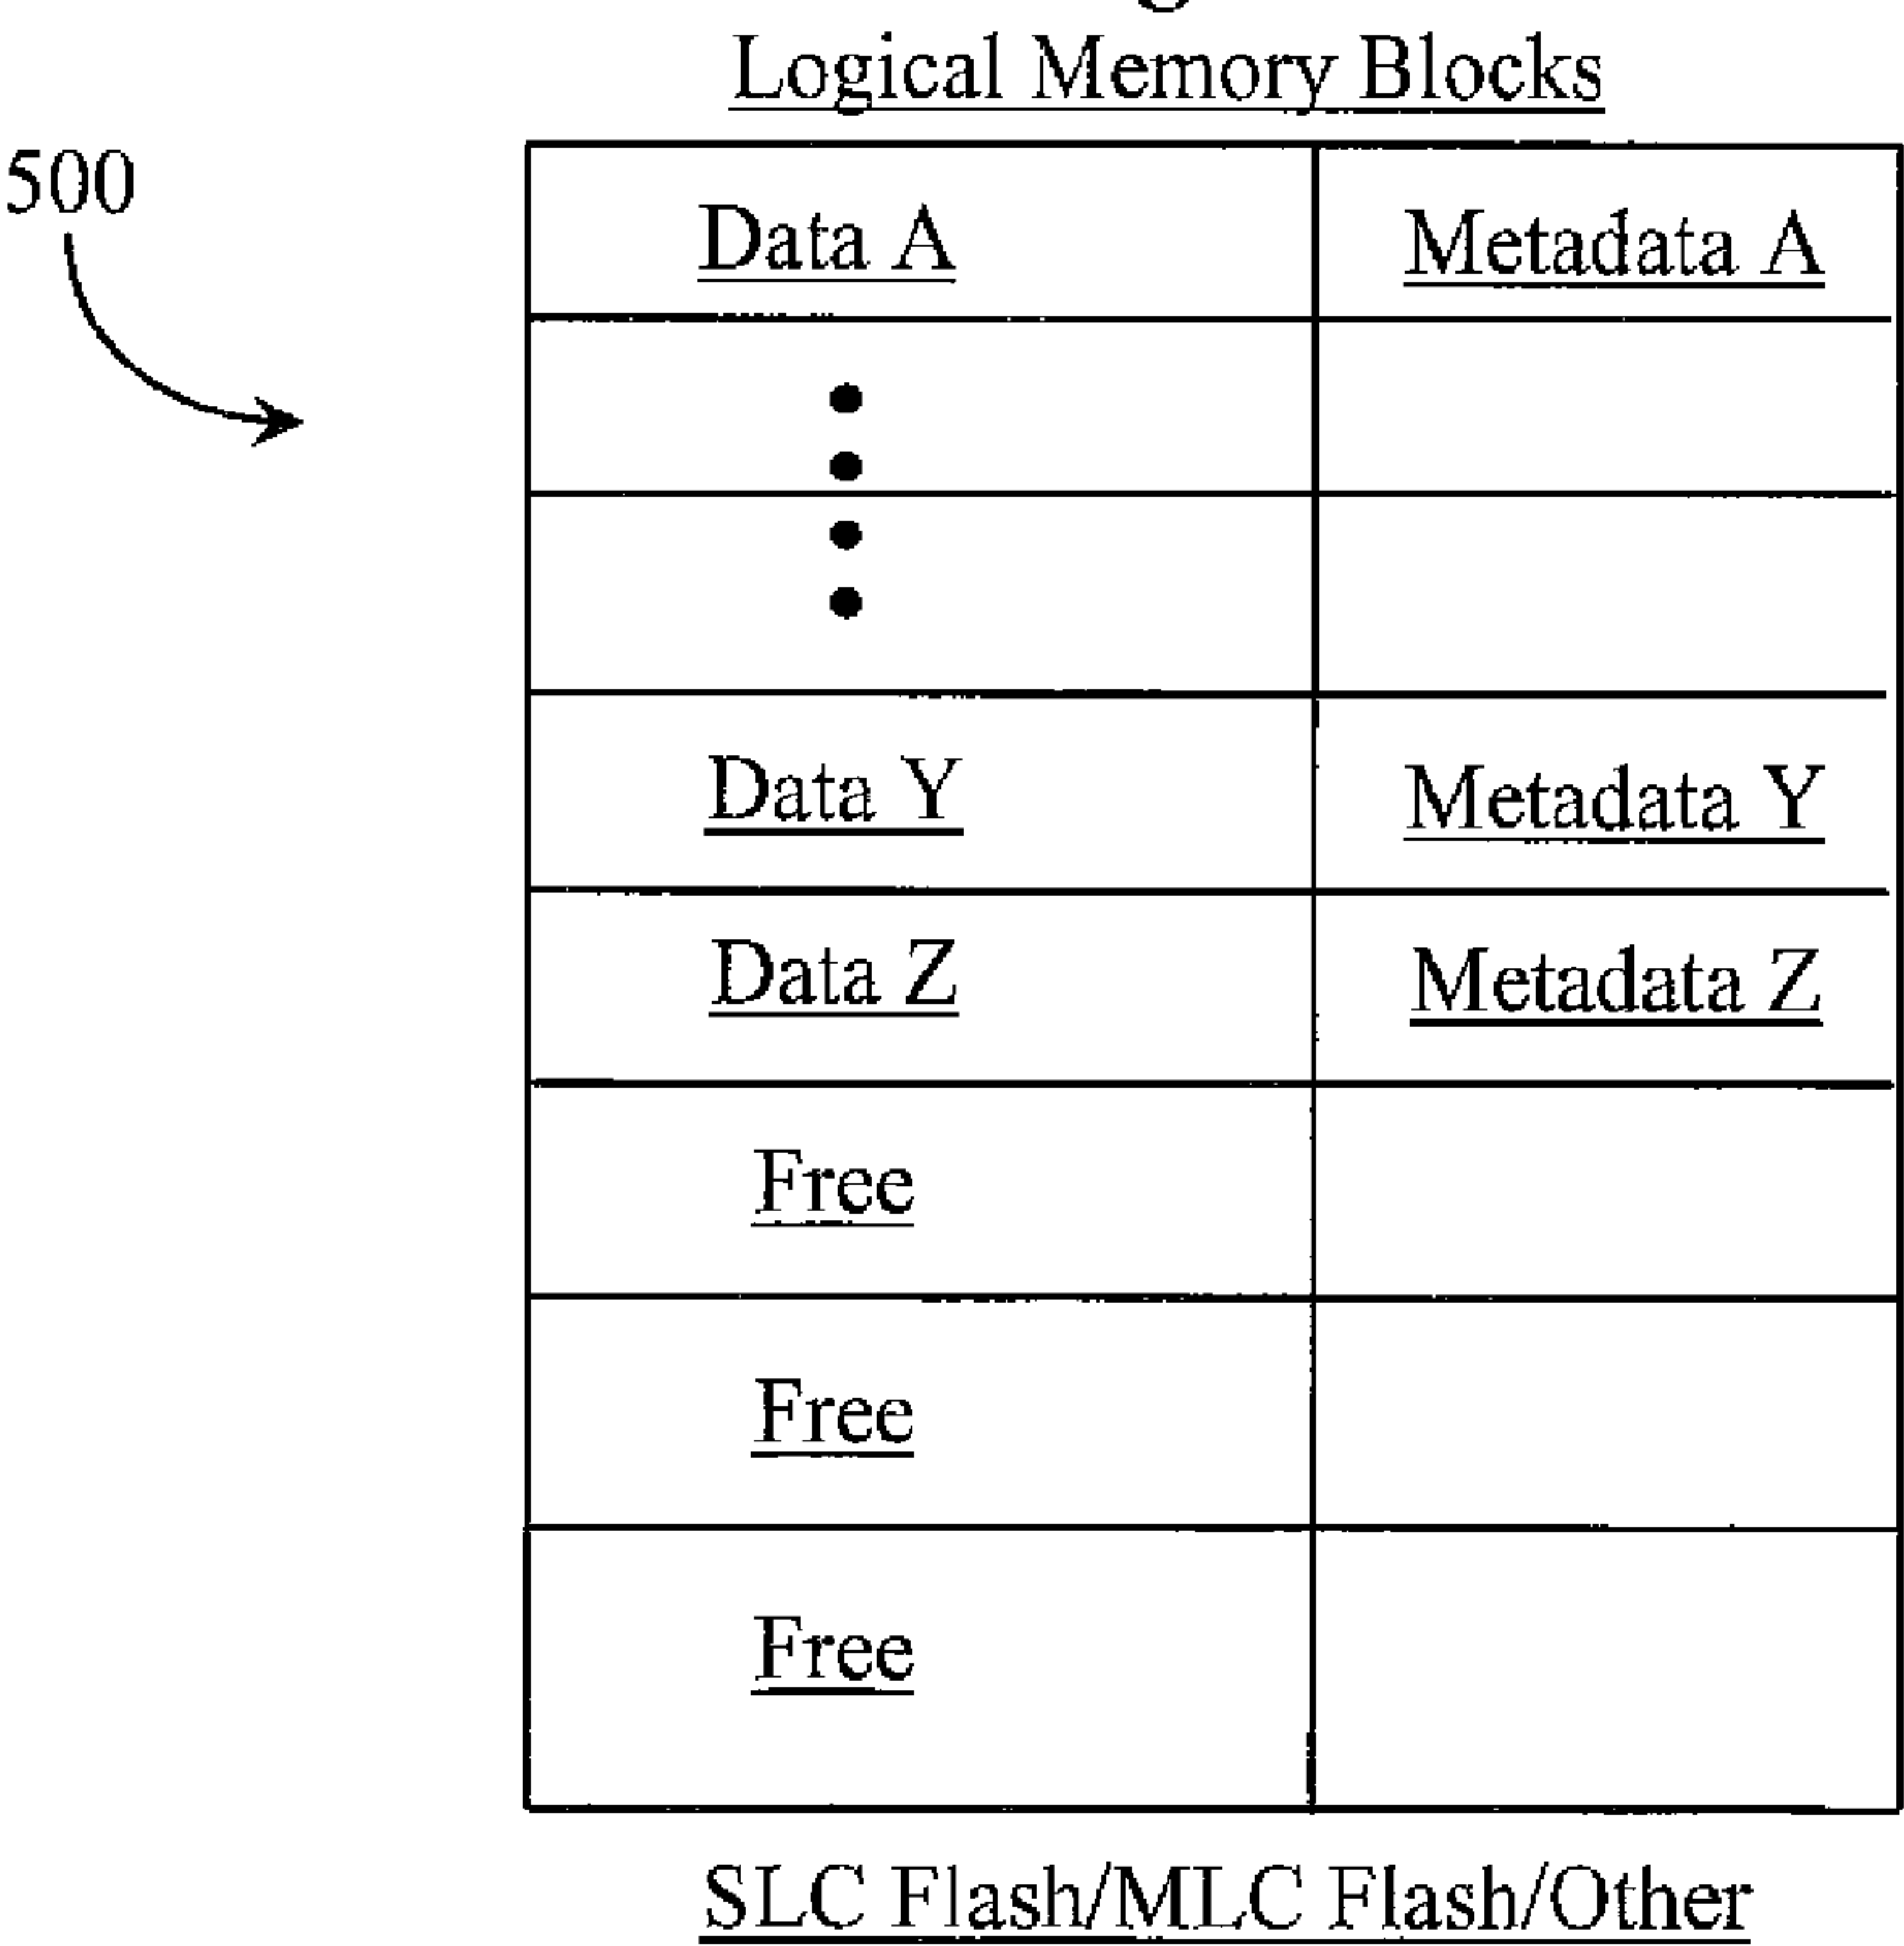 Logical Memory Blocks
500
Data A Metadata A
Data Y Metadata Y
Data Z Metadata Z
Free
Free
Free
SLC Flash/MLC Flash/Other